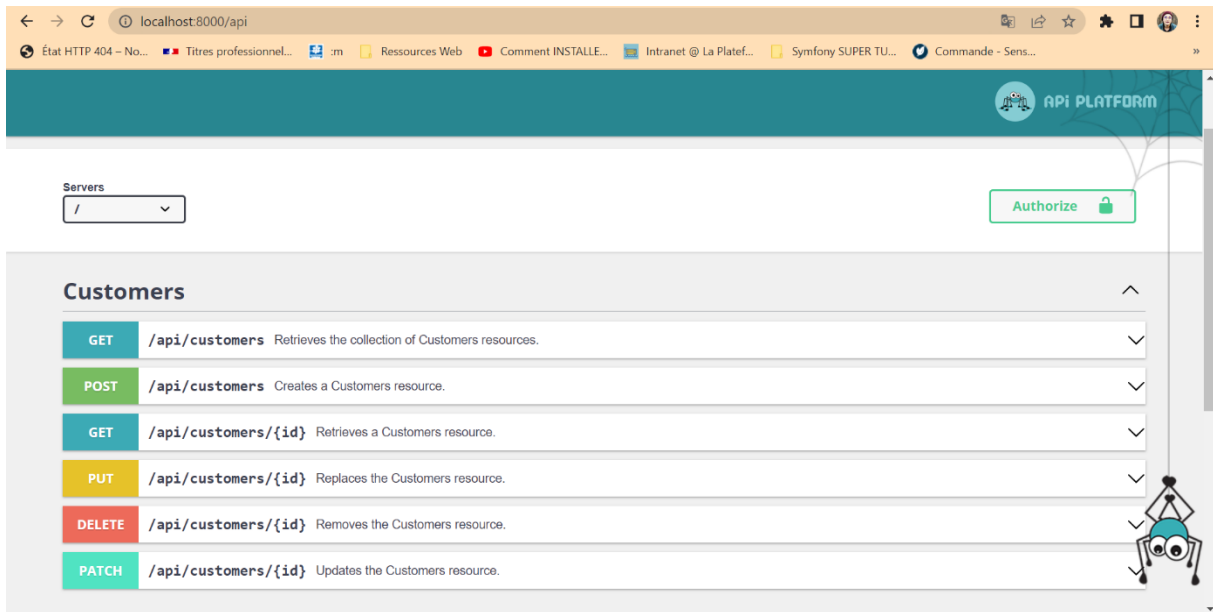 localhost:8000/api
État HTTP 404 – No... Titres professionnel... :m Ressources Web Comment INSTALLE... Intranet @ La Platef... Symfony SUPER TU... Commande - Sens... »
APi PLATFORM
Servers
/
Authorize
Customers
GET /api/customers Retrieves the collection of Customers resources.
POST /api/customers Creates a Customers resource.
GET /api/customers/{id} Retrieves a Customers resource.
PUT /api/customers/{id} Replaces the Customers resource.
DELETE /api/customers/{id} Removes the Customers resource.
PATCH /api/customers/{id} Updates the Customers resource.